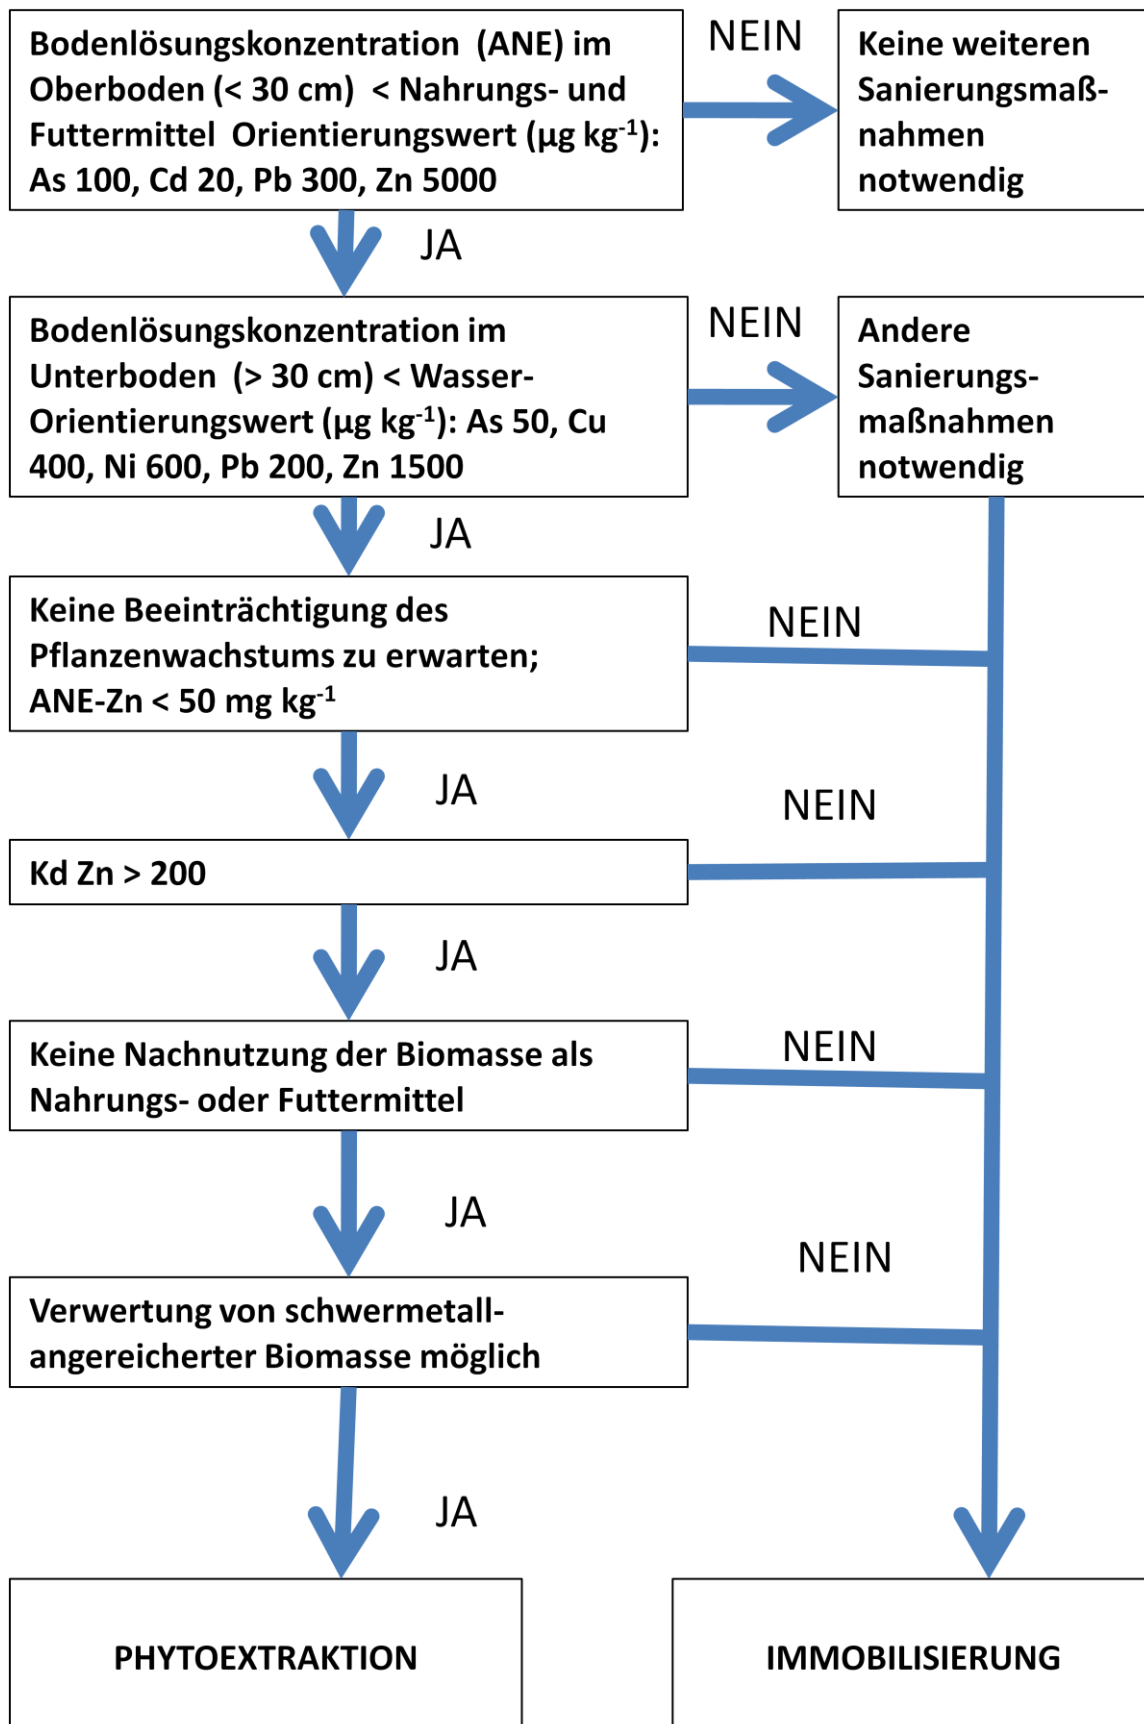 Bodenlösungskonzentration (ANE) im
Oberboden (< 30 cm) < Nahrungs- und
Futtermittel Orientierungswert (µg kg⁻¹):
As 100, Cd 20, Pb 300, Zn 5000
NEIN
Keine weiteren
Sanierungsmaß-
nahmen
notwendig
JA
Bodenlösungskonzentration im
Unterboden (> 30 cm) < Wasser-
Orientierungswert (µg kg⁻¹): As 50, Cu
400, Ni 600, Pb 200, Zn 1500
NEIN
Andere
Sanierungs-
maßnahmen
notwendig
JA
Keine Beeinträchtigung des
Pflanzenwachstums zu erwarten;
ANE-Zn < 50 mg kg⁻¹
NEIN
JA
Kd Zn > 200
NEIN
JA
Keine Nachnutzung der Biomasse als
Nahrungs- oder Futtermittel
NEIN
JA
Verwertung von schwermetall-
angereicherter Biomasse möglich
NEIN
JA
PHYTOEXTRAKTION
IMMOBILISIERUNG